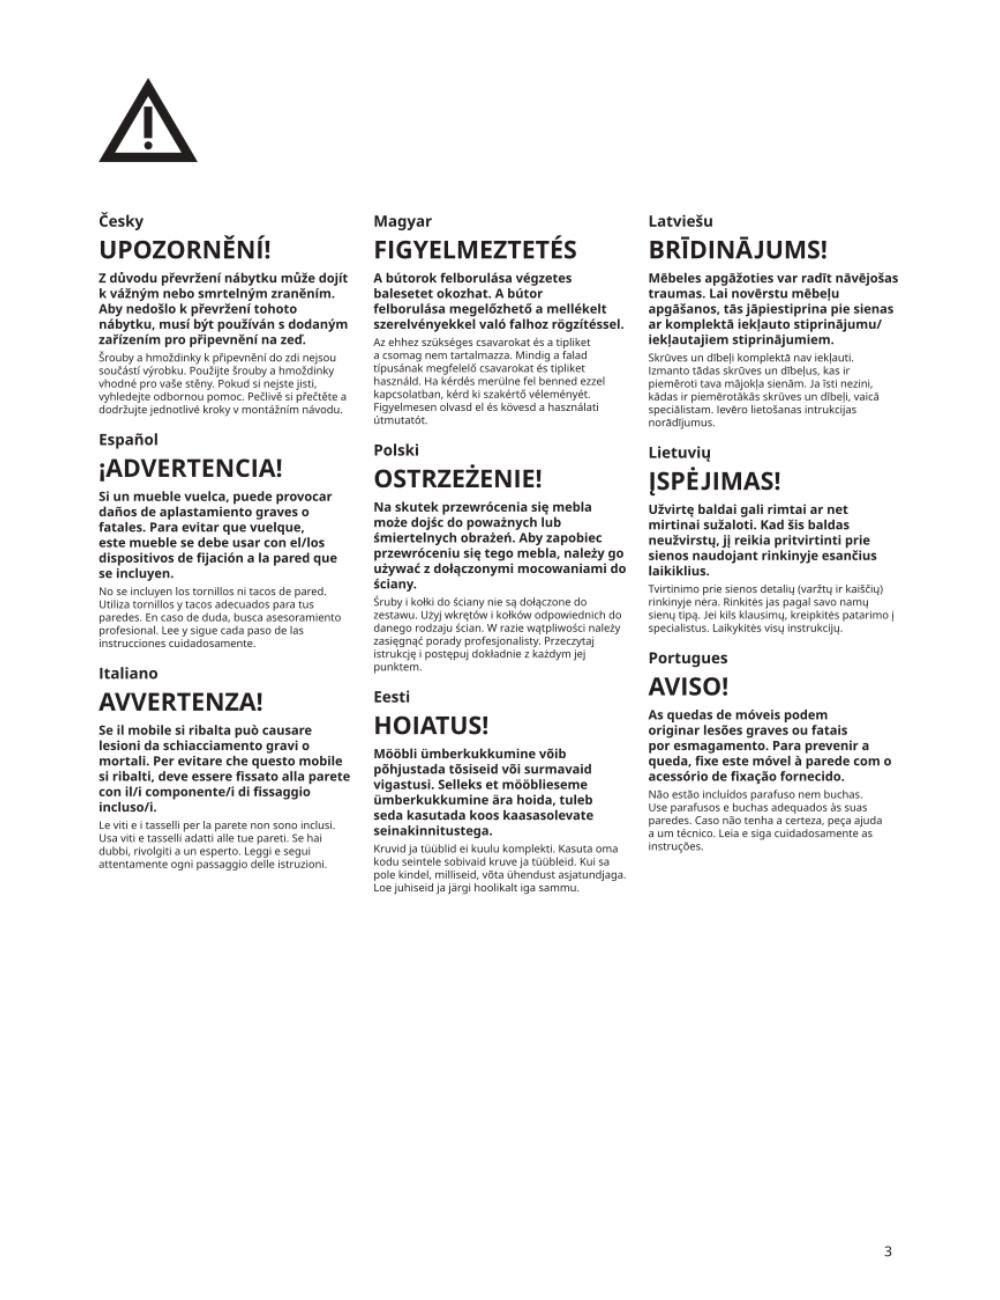 Česky
UPOZORNĚNÍ!
Z důvodu převržení nábytku může dojít
k vážným nebo smrtelným zraněním.
Aby nedošlo k převržení tohoto
nábytku, musí být používán s dodaným
zařízením pro připevnění na zeď.
Šrouby a hmoždinky k připevnění do zdi nejsou
součástí výrobku. Použijte šrouby a hmoždinky
vhodné pro vaše stěny. Pokud si nejste jisti,
vyhledejte odbornou pomoc. Pečlivě si přečtěte a
dodržujte jednotlivé kroky v montážním návodu.
Español
¡ADVERTENCIA!
Si un mueble vuelca, puede provocar
daños de aplastamiento graves o
fatales. Para evitar que vuelque,
este mueble se debe usar con el/los
dispositivos de fijación a la pared que
se incluyen.
No se incluyen los tornillos ni tacos de pared.
Utiliza tornillos y tacos adecuados para tus
paredes. En caso de duda, busca asesoramiento
profesional. Lee y sigue cada paso de las
instrucciones cuidadosamente.
Italiano
AVVERTENZA!
Se il mobile si ribalta può causare
lesioni da schiacciamento gravi o
mortali. Per evitare che questo mobile
si ribalti, deve essere fissato alla parete
con il/i componente/i di fissaggio
incluso/i.
Le viti e i tasselli per la parete non sono inclusi.
Usa viti e tasselli adatti alle tue pareti. Se hai
dubbi, rivolgiti a un esperto. Leggi e segui
attentamente ogni passaggio delle istruzioni.
Magyar
FIGYELMEZTETÉS
A bútorok felborulása végzetes
balesetet okozhat. A bútor
felborulása megelőzhető a mellékelt
szerelvényekkel való falhoz rögzítéssel.
Az ehhez szükséges csavarokat és a tipliket
a csomag nem tartalmazza. Mindig a falad
típusának megfelelő csavarokat és tipliket
használd. Ha kérdés merülne fel benned ezzel
kapcsolatban, kérd ki szakértő véleményét.
Figyelmesen olvasd el és kövesd a használati
útmutatót.
Polski
OSTRZEŻENIE!
Na skutek przewrócenia się mebla
może dojśc do poważnych lub
śmiertelnych obrażeń. Aby zapobiec
przewróceniu się tego mebla, należy go
używać z dołączonymi mocowaniami do
ściany.
Śruby i kołki do ściany nie są dołączone do
zestawu. Użyj wkrętów i kołków odpowiednich do
danego rodzaju ścian. W razie wątpliwości należy
zasięgnąć porady profesjonalisty. Przeczytaj
istrukcję i postępuj dokładnie z każdym jej
punktem.
Eesti
HOIATUS!
Mööbli ümberkukkumine võib
põhjustada tõsiseid või surmavaid
vigastusi. Selleks et mööblieseme
ümberkukkumine ära hoida, tuleb
seda kasutada koos kaasasolevate
seinakinnitustega.
Kruvid ja tüüblid ei kuulu komplekti. Kasuta oma
kodu seintele sobivaid kruve ja tüübleid. Kui sa
pole kindel, milliseid, võta ühendust asjatundjaga.
Loe juhiseid ja järgi hoolikalt iga sammu.
Latviešu
BRĪDINĀJUMS!
Mēbeles apgāžoties var radīt nāvējošas
traumas. Lai novērstu mēbeļu
apgāšanos, tās jāpiestiprina pie sienas
ar komplektā iekļauto stiprinājumu/
iekļautajiem stiprinājumiem.
Skrūves un dībeļi komplektā nav iekļauti.
Izmanto tādas skrūves un dībeļus, kas ir
piemēroti tava mājokļa sienām. Ja īsti nezini,
kādas ir piemērotākās skrūves un dībeļi, vaicā
speciālistam. Ievēro lietošanas intrukcijas
norādījumus.
Lietuvių
ĮSPĖJIMAS!
Užvirtę baldai gali rimtai ar net
mirtinai sužaloti. Kad šis baldas
neužvirstų, jį reikia pritvirtinti prie
sienos naudojant rinkinyje esančius
laikiklius.
Tvirtinimo prie sienos detalių (varžtų ir kaiščių)
rinkinyje nėra. Rinkitės jas pagal savo namų
sienų tipą. Jei kils klausimų, kreipkitės patarimo į
specialistus. Laikykitės visų instrukcijų.
Portugues
AVISO!
As quedas de móveis podem
originar lesões graves ou fatais
por esmagamento. Para prevenir a
queda, fixe este móvel à parede com o
acessório de fixação fornecido.
Não estão incluídos parafuso nem buchas.
Use parafusos e buchas adequados às suas
paredes. Caso não tenha a certeza, peça ajuda
a um técnico. Leia e siga cuidadosamente as
instruções.
3